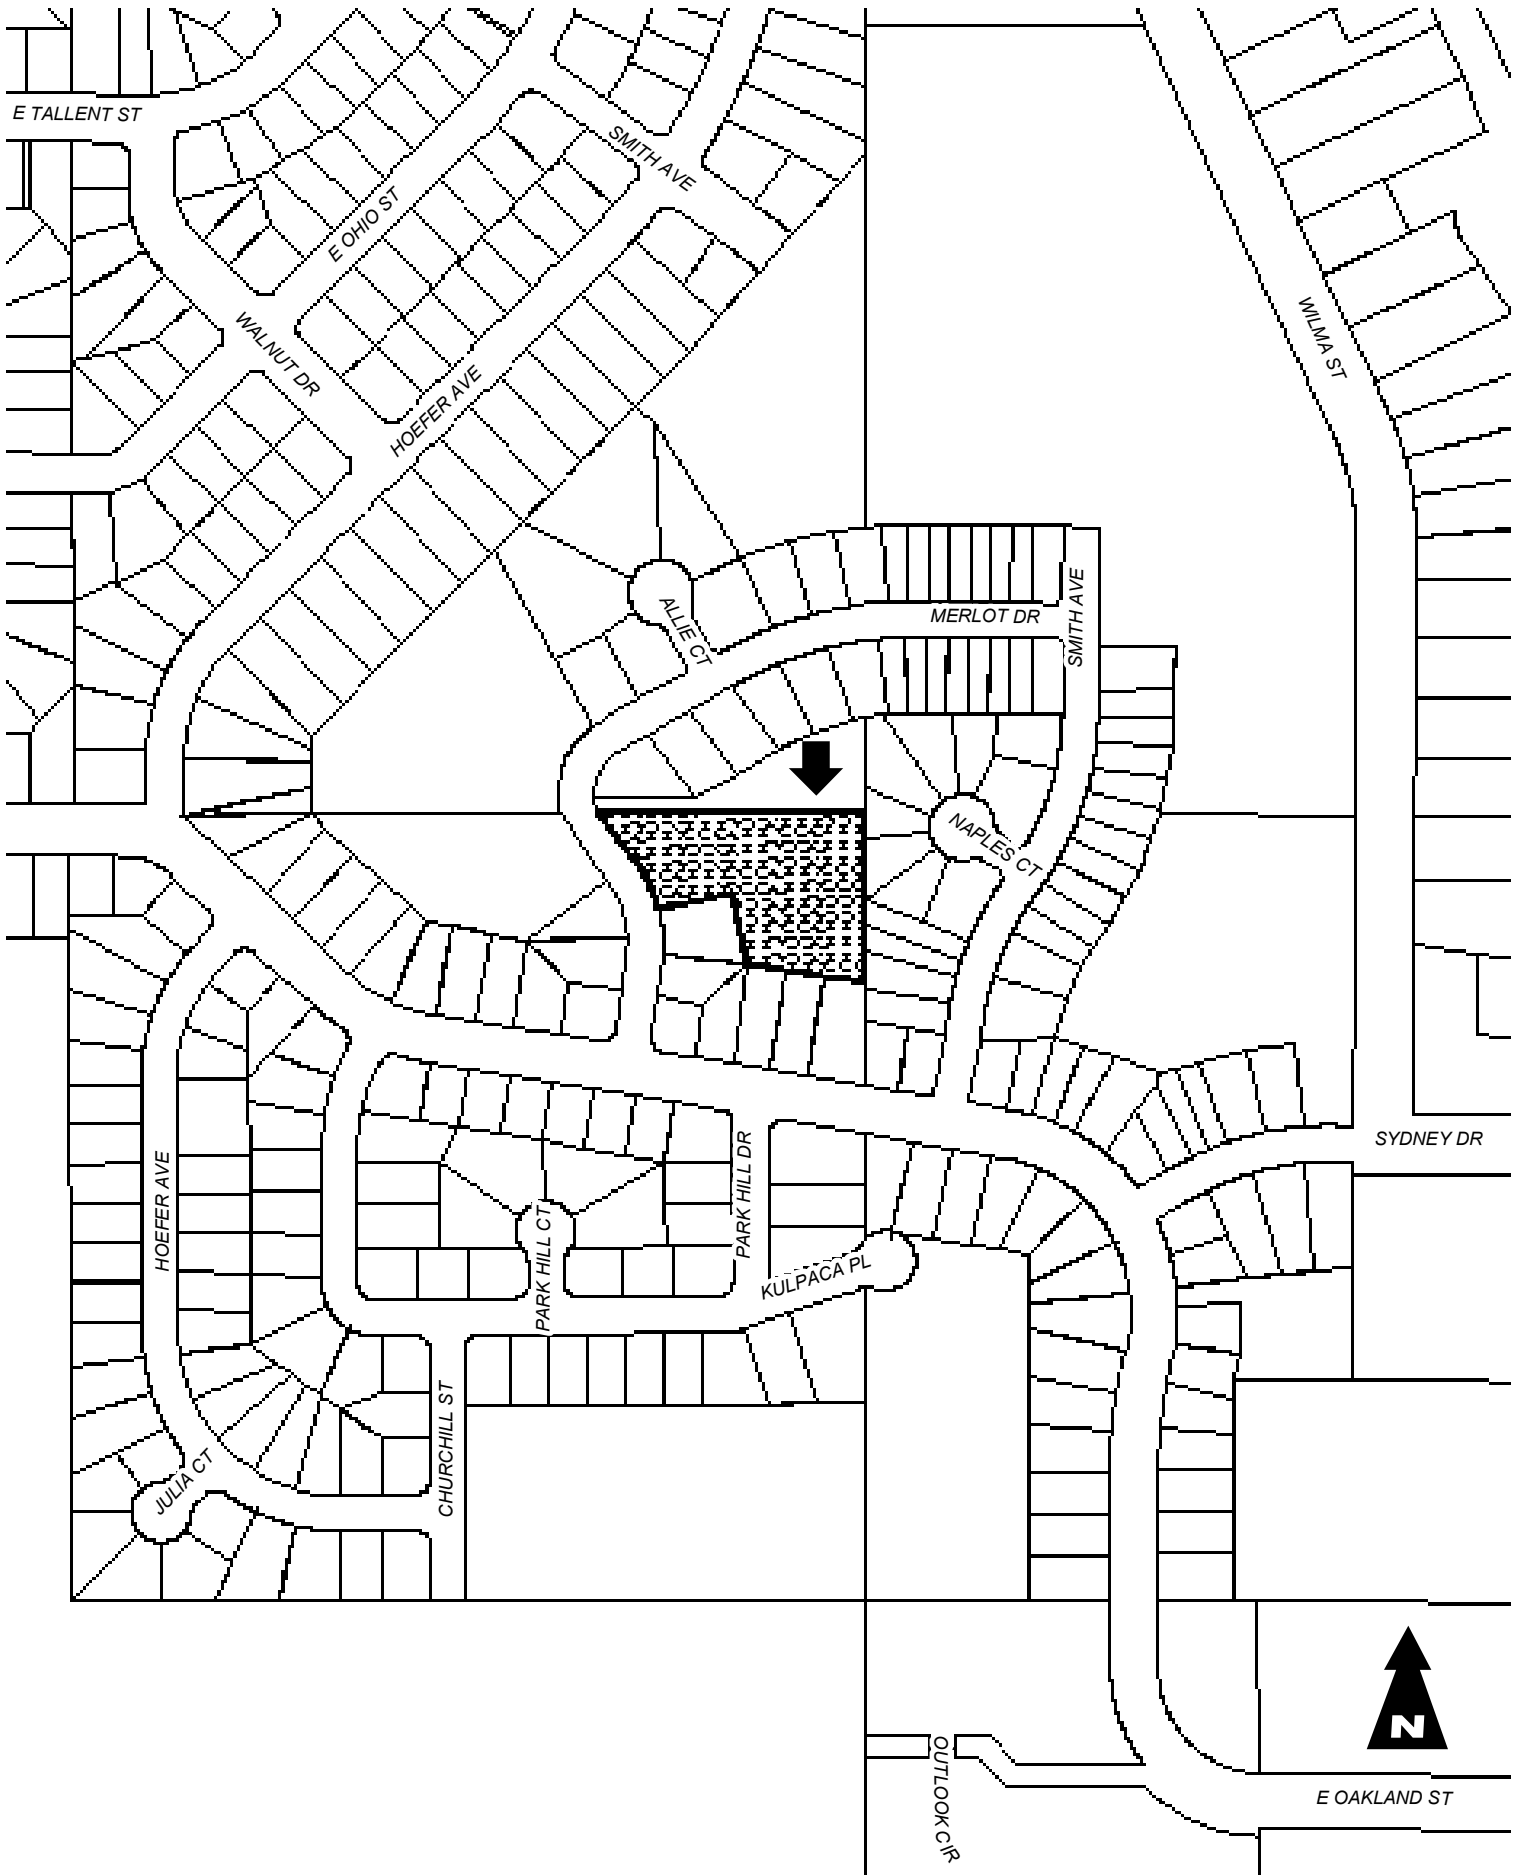 E TALLENT ST
SMITH AVE
E OHIO ST
WALNUT DR
WILMA ST
HOEFER AVE
ALLIE CT
MERLOT DR
SMITH AVE
NAPLES CT
SYDNEY DR
HOEFER AVE
PARK HILL DR
PARK HILL CT
KULPACA PL
CHURCHILL ST
JULIA CT
N
OUTLOOK CIR
E OAKLAND ST